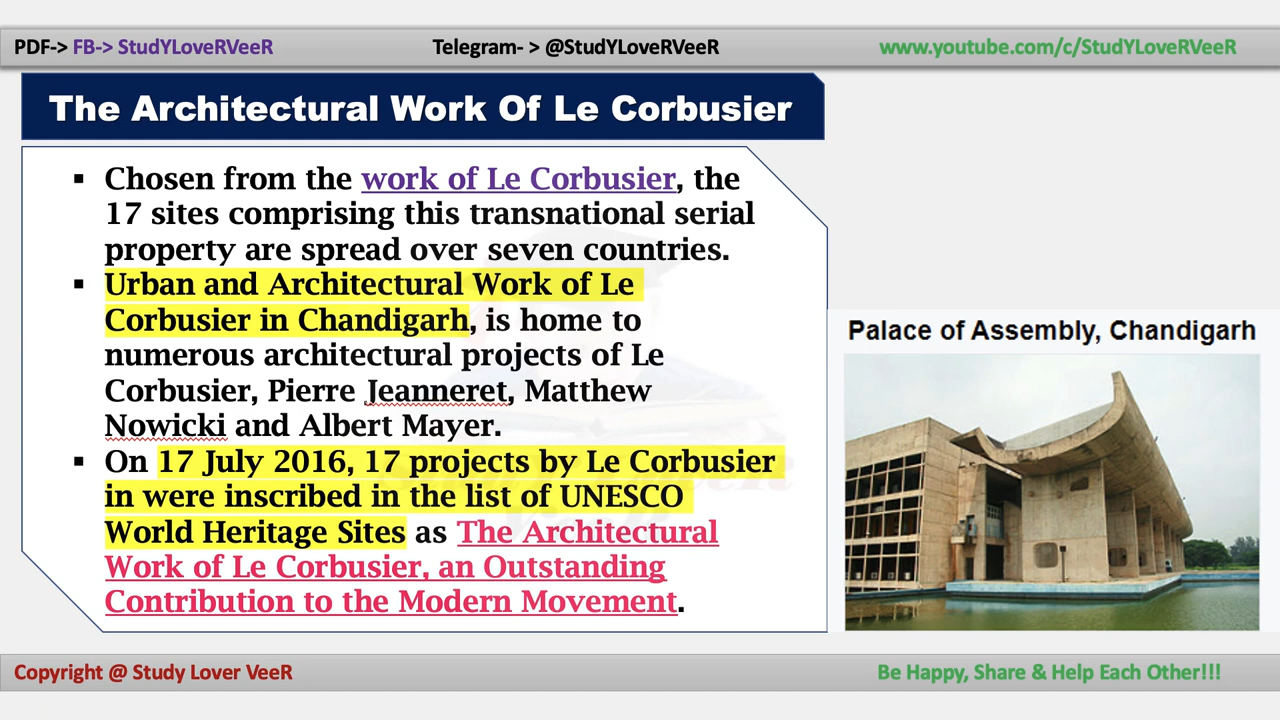 PDF-> FB-> StudYLoveRVeeR
Telegram- > @StudYLoveRVeeR
www.youtube.com/c/StudYLoveRVeeR
The Architectural Work Of Le Corbusier
▪ Chosen from the work of Le Corbusier, the
17 sites comprising this transnational serial
property are spread over seven countries.
▪ Urban and Architectural Work of Le
Corbusier in Chandigarh, is home to
numerous architectural projects of Le
Corbusier, Pierre Jeanneret, Matthew
Nowicki and Albert Mayer.
▪ On 17 July 2016, 17 projects by Le Corbusier
in were inscribed in the list of UNESCO
World Heritage Sites as The Architectural
Work of Le Corbusier, an Outstanding
Contribution to the Modern Movement.
Palace of Assembly, Chandigarh
Copyright @ Study Lover VeeR
Be Happy, Share & Help Each Other!!!